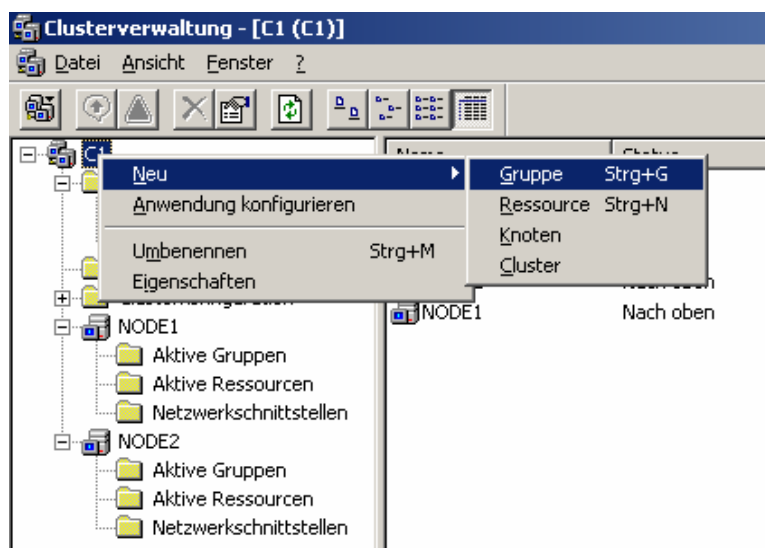 Clusterverwaltung - [C1 (C1)]
Datei Ansicht Fenster ?
C1
Neu
Anwendung konfigurieren
Umbenennen Strg+M
Eigenschaften
Gruppe Strg+G
Ressource Strg+N
Knoten
Cluster
NODE1 Nach oben
NODE1
Aktive Gruppen
Aktive Ressourcen
Netzwerkschnittstellen
NODE2
Aktive Gruppen
Aktive Ressourcen
Netzwerkschnittstellen